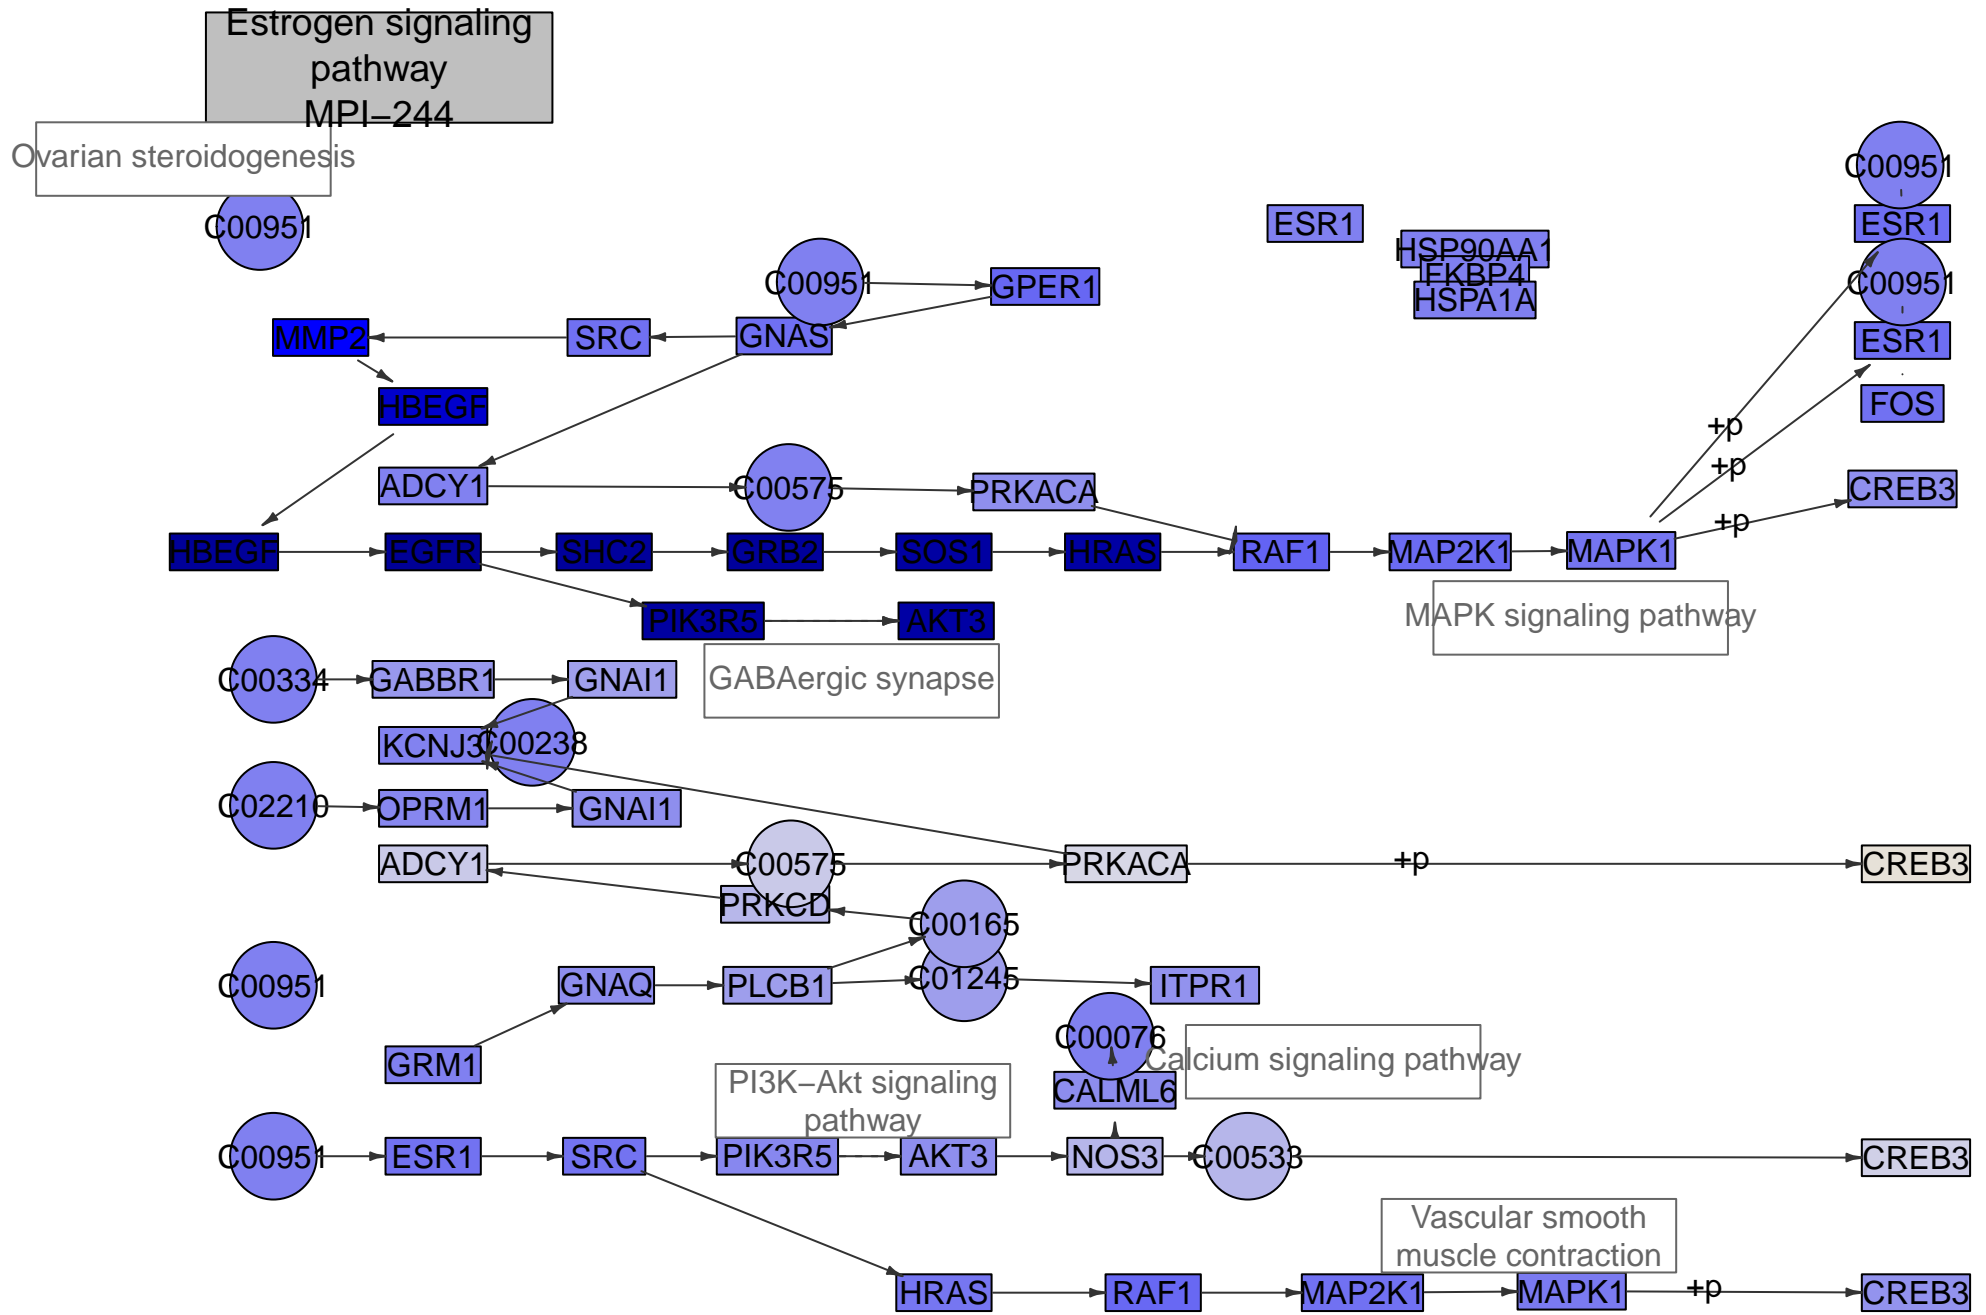 Estrogen signaling
pathway
MPI−244
Ovarian steroidogenesis
C00951
C00951
ESR1
C00951
ESR1
HSP90AA1
FKBP4
HSPA1A
C00951
GPER1
C00951
MMP2
SRC
GNAS
ESR1
HBEGF
FOS
+p
+p
ADCY1
C00575
PRKACA
CREB3
+p
HBEGF
EGFR
SHC2
GRB2
SOS1
HRAS
RAF1
MAP2K1
MAPK1
PIK3R5
AKT3
MAPK signaling pathway
C00334
GABBR1
GNAI1
GABAergic synapse
KCNJ3
C00238
C02210
OPRM1
GNAI1
ADCY1
C00575
PRKACA
+p
CREB3
PRKCD
C00165
C00951
GNAQ
PLCB1
C01245
ITPR1
C00076
Calcium signaling pathway
GRM1
PI3K−Akt signaling
pathway
CALML6
C00951
ESR1
SRC
PIK3R5
AKT3
NOS3
C00533
CREB3
Vascular smooth
muscle contraction
HRAS
RAF1
MAP2K1
MAPK1
+p
CREB3